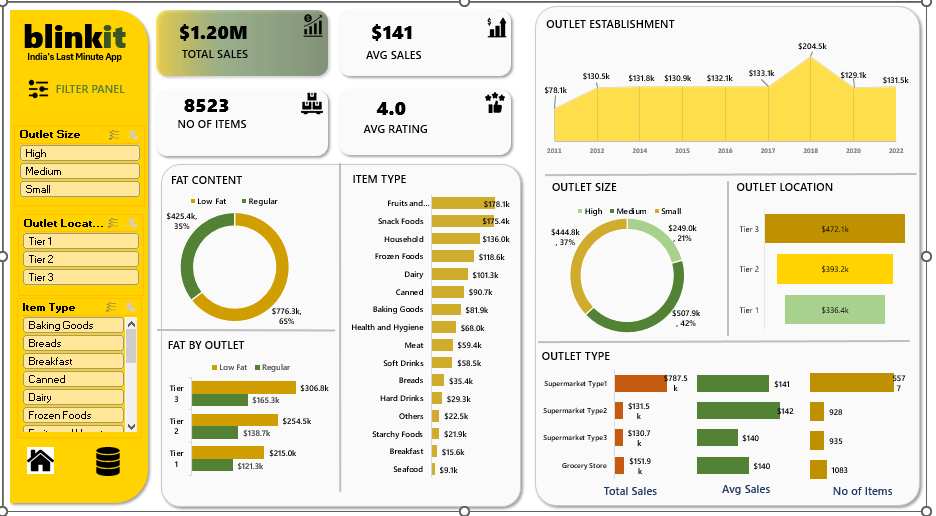 blinkit
India's Last Minute App
FILTER PANEL
Outlet Size
High
Medium
Small
Outlet Locat...
Tier 1
Tier 2
Tier 3
Item Type
Baking Goods
Breads
Breakfast
Canned
Dairy
Frozen Foods
$1.20M
TOTAL SALES
$141
AVG SALES
8523
NO OF ITEMS
4.0
AVG RATING
FAT CONTENT
Low Fat Regular
$425.4k,
35%
$776.3k,
65%
FAT BY OUTLET
Low Fat Regular
Tier
3
$306.8k
$165.3k
Tier
2
$254.5k
$138.7k
Tier
1
$215.0k
$121.3k
ITEM TYPE
Fruits and... $178.1k
Snack Foods $175.4k
Household $136.0k
Frozen Foods $118.6k
Dairy $101.3k
Canned $90.7k
Baking Goods $81.9k
Health and Hygiene $68.0k
Meat $59.4k
Soft Drinks $58.5k
Breads $35.4k
Hard Drinks $29.3k
Others $22.5k
Starchy Foods $21.9k
Breakfast $15.6k
Seafood $9.1k
OUTLET ESTABLISHMENT
$78.1k $130.5k $131.8k $130.9k $132.1k $133.1k $204.5k $129.1k $131.5k
2011 2012 2014 2015 2016 2017 2018 2020 2022
OUTLET SIZE
High Medium Small
$444.8k
, 37%
$249.0k
, 21%
$507.9k
, 42%
OUTLET LOCATION
Tier 3 $472.1k
Tier 2 $393.2k
Tier 1 $336.4k
OUTLET TYPE
Supermarket Type1 $787.5
k
$141
557
7
Supermarket Type2 $131.5
k
$142
928
Supermarket Type3 $130.7
k
$140
935
Grocery Store $151.9
k
$140
1083
Total Sales Avg Sales No of Items